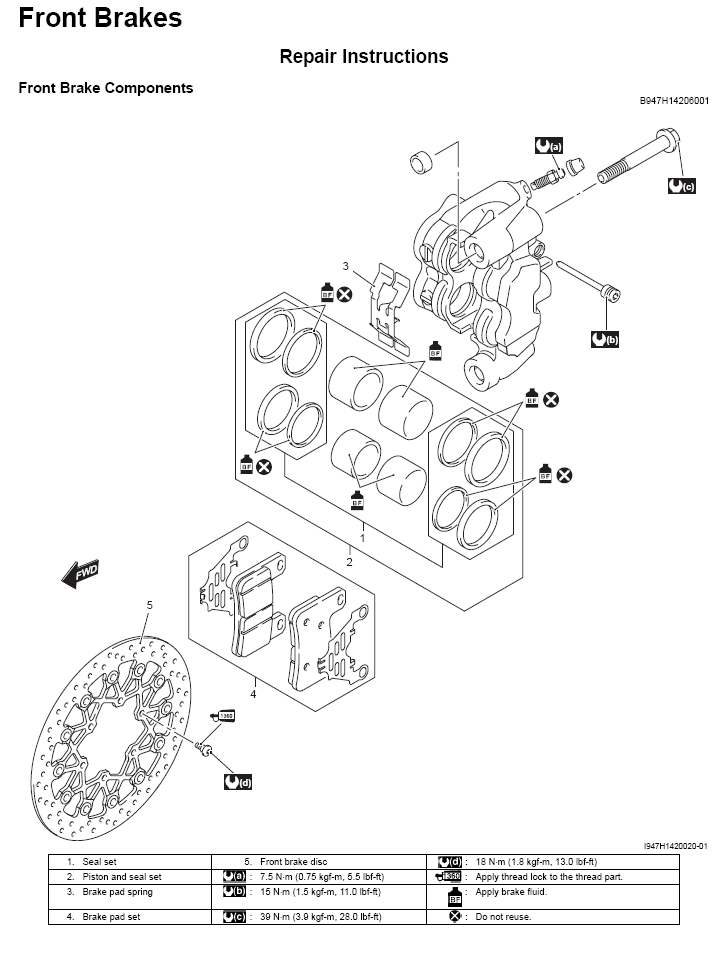 Front Brakes
Repair Instructions
Front Brake Components
B947H14206001
(a)
(c)
3
(b)
BF
BF
BF
BF
BF
BF
1
2
FWD
5
4
1360
(d)
I947H1420020-01
1. Seal set
5. Front brake disc
(d) : 18 N·m (1.8 kgf-m, 13.0 lbf-ft)
2. Piston and seal set
(a) : 7.5 N·m (0.75 kgf-m, 5.5 lbf-ft)
1360 : Apply thread lock to the thread part.
3. Brake pad spring
(b) : 15 N·m (1.5 kgf-m, 11.0 lbf-ft)
BF : Apply brake fluid.
4. Brake pad set
(c) : 39 N·m (3.9 kgf-m, 28.0 lbf-ft)
: Do not reuse.